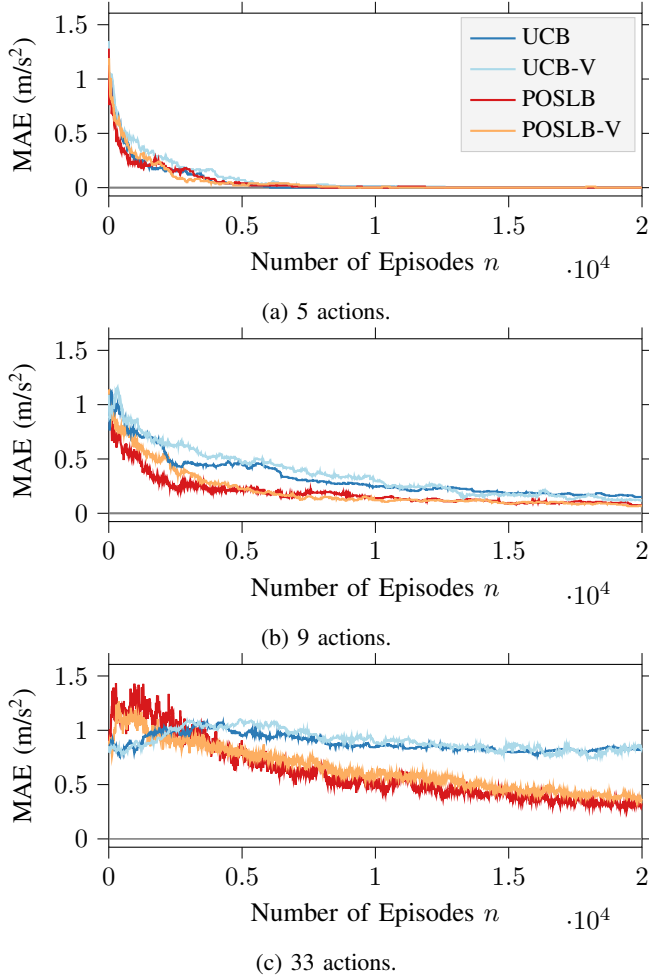 MAE (m/s²)
1.5
1
0.5
0
UCB
UCB-V
POSLB
POSLB-V
0 0.5 1 1.5 2
Number of Episodes n
·10⁴
(a) 5 actions.
MAE (m/s²)
1.5
1
0.5
0
0 0.5 1 1.5 2
Number of Episodes n
·10⁴
(b) 9 actions.
MAE (m/s²)
1.5
1
0.5
0
0 0.5 1 1.5 2
Number of Episodes n
·10⁴
(c) 33 actions.